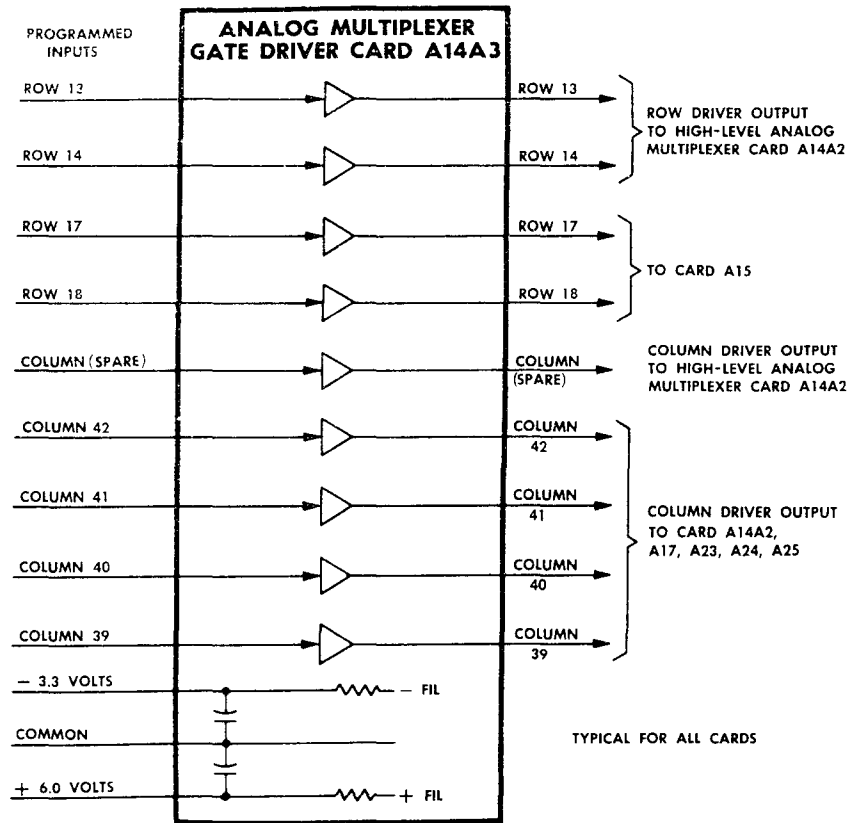 PROGRAMMED
INPUTS
ANALOG MULTIPLEXER
GATE DRIVER CARD A14A3
ROW 13
ROW 13
ROW 14
ROW 14
ROW DRIVER OUTPUT
TO HIGH-LEVEL ANALOG
MULTIPLEXER CARD A14A2
ROW 17
ROW 17
ROW 18
ROW 18
TO CARD A15
COLUMN (SPARE)
COLUMN
(SPARE)
COLUMN DRIVER OUTPUT
TO HIGH-LEVEL ANALOG
MULTIPLEXER CARD A14A2
COLUMN 42
COLUMN
42
COLUMN 41
COLUMN
41
COLUMN DRIVER OUTPUT
TO CARD A14A2,
A17, A23, A24, A25
COLUMN 40
COLUMN
40
COLUMN 39
COLUMN
39
− 3.3 VOLTS
− FIL
COMMON
TYPICAL FOR ALL CARDS
+ 6.0 VOLTS
+ FIL